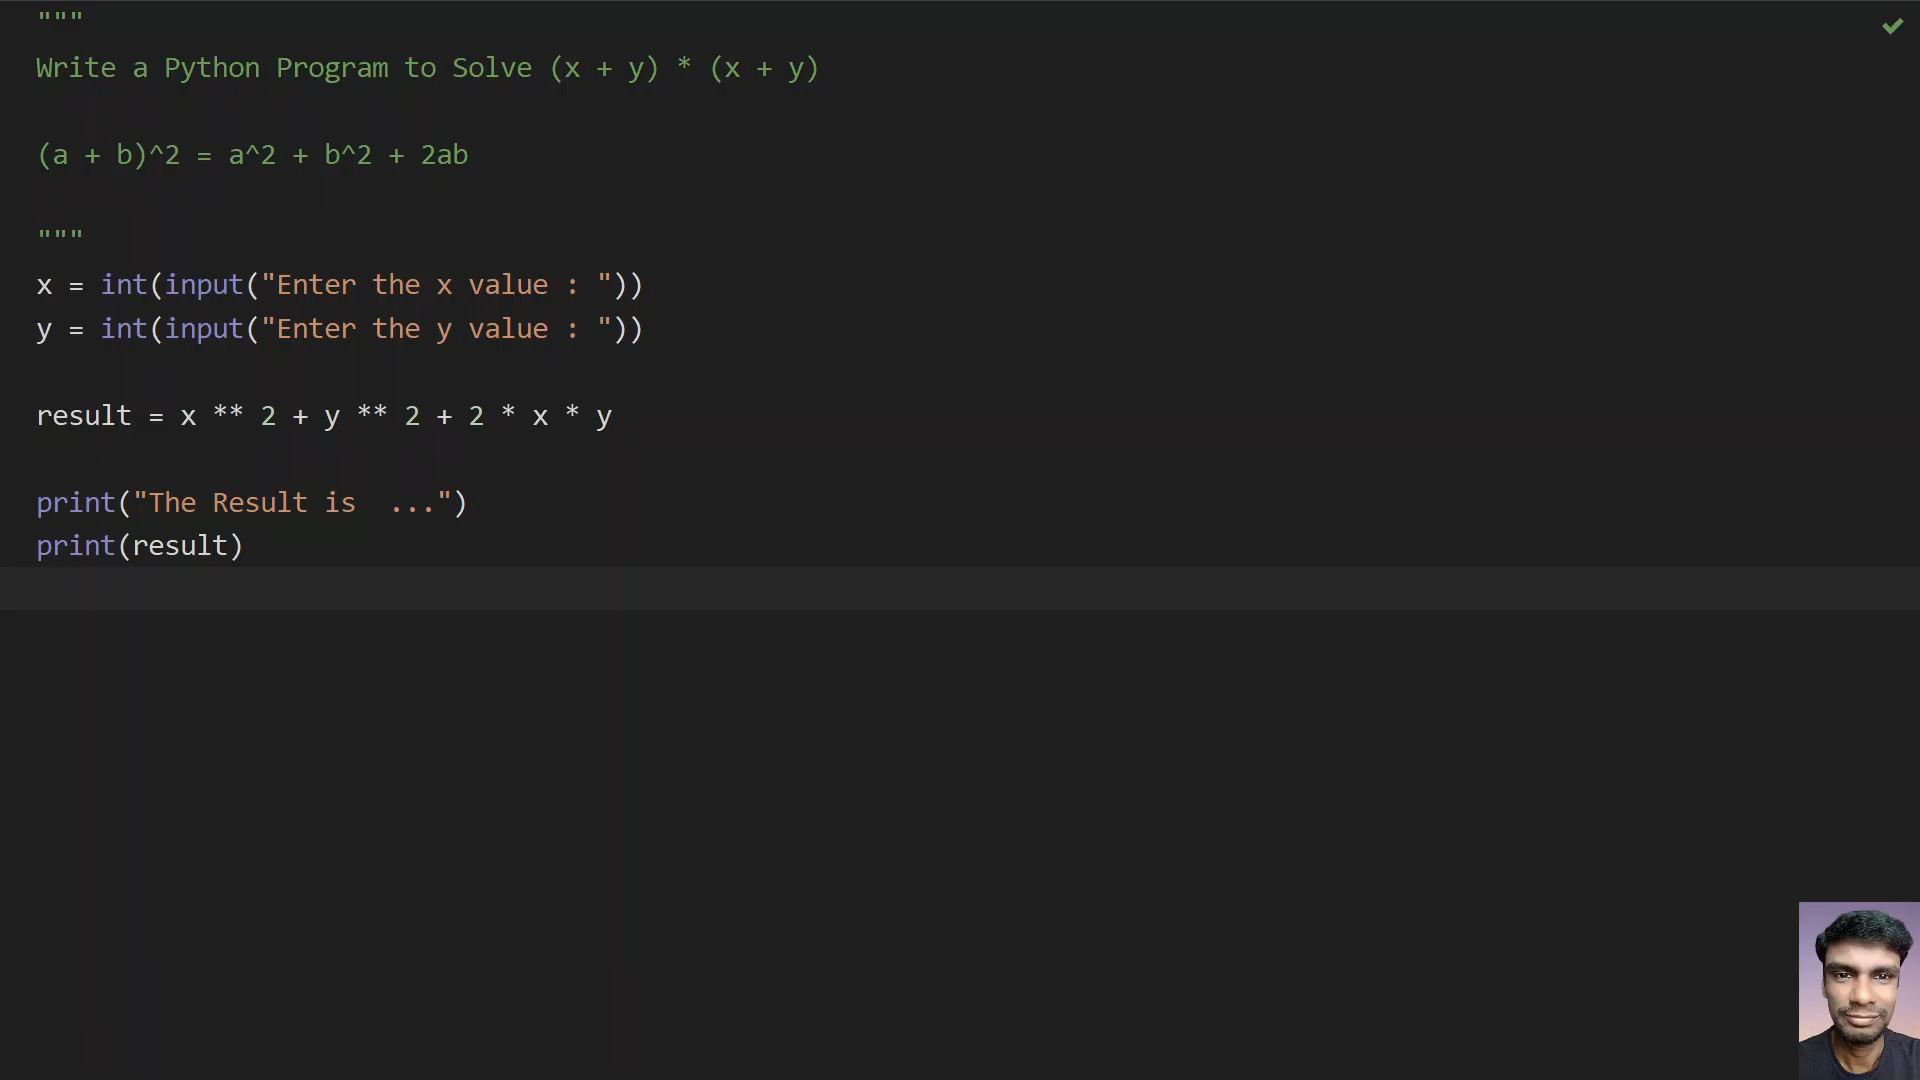 """
Write a Python Program to Solve (x + y) * (x + y)
(a + b)^2 = a^2 + b^2 + 2ab
"""
x = int(input("Enter the x value : "))
y = int(input("Enter the y value : "))
result = x ** 2 + y ** 2 + 2 * x * y
print("The Result is  ...")
print(result)